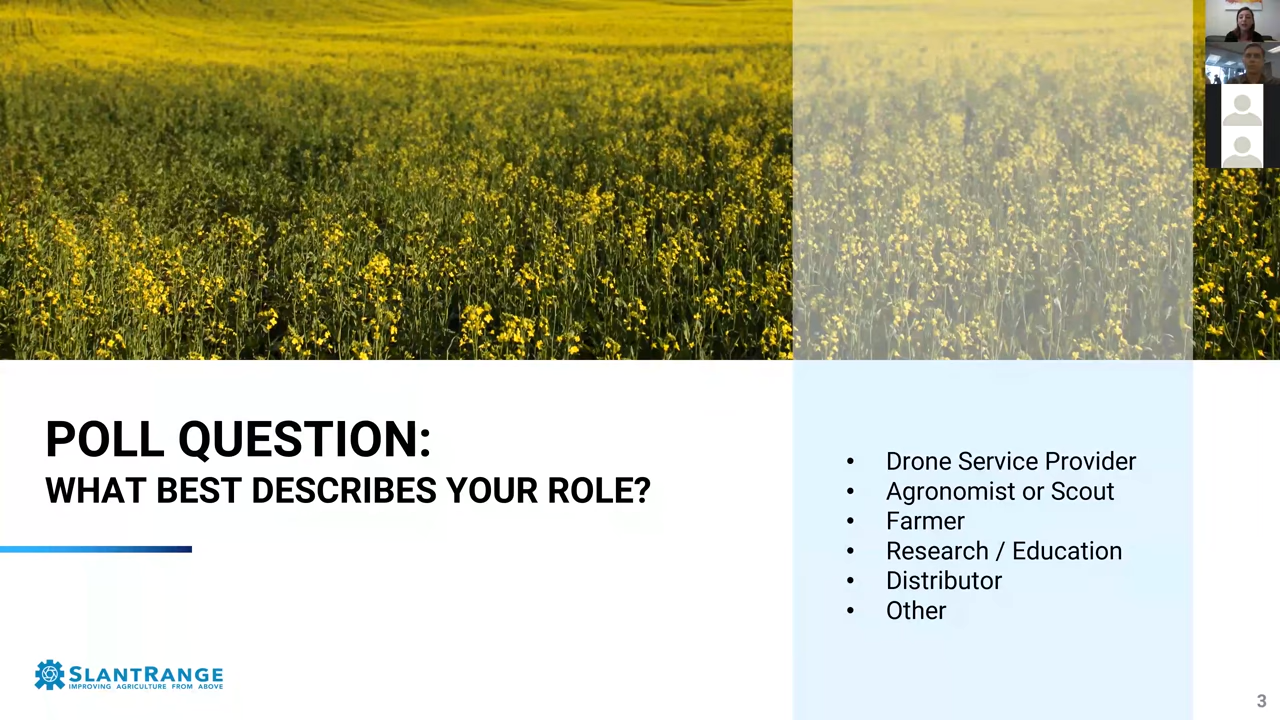 POLL QUESTION:
WHAT BEST DESCRIBES YOUR ROLE?
• Drone Service Provider
• Agronomist or Scout
• Farmer
• Research / Education
• Distributor
• Other
SLANTRANGE
IMPROVING AGRICULTURE FROM ABOVE
3